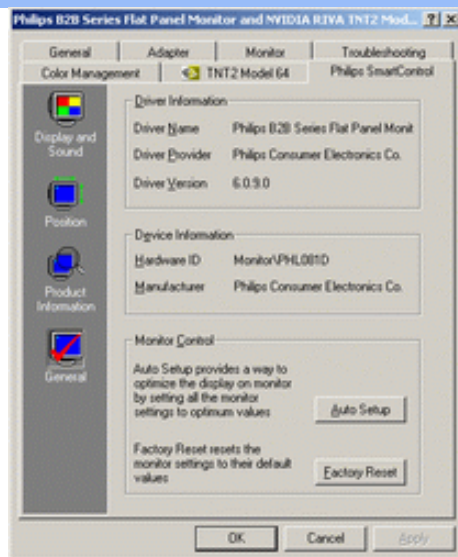 Philips B2B Series Flat Panel Monitor and NVIDIA RIVA TNT2 Mod...
General Adapter Monitor Troubleshooting
Color Management TNT2 Model 64 Philips SmartControl
Display and
Sound
Position
Product
Information
General
Driver Information
Driver Name Philips B2B Series Flat Panel Monit
Driver Provider Philips Consumer Electronics Co.
Driver Version 6.0.9.0
Device Information
Hardware ID Monitor\PHL081D
Manufacturer Philips Consumer Electronics Co.
Monitor Control
Auto Setup provides a way to
optimize the display on monitor
by setting all the monitor
settings to optimum values
Auto Setup
Factory Reset resets the
monitor settings to their default
values
Factory Reset
OK Cancel Apply